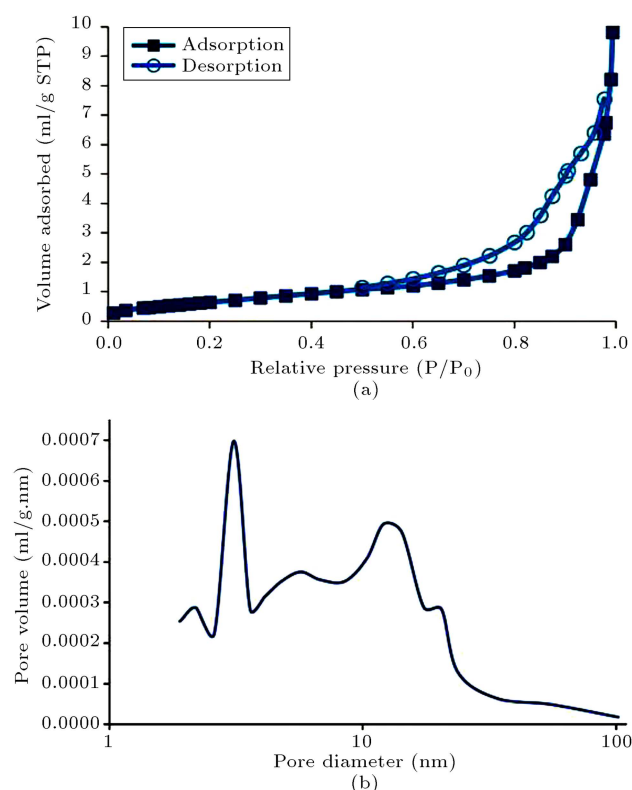 10
9
8
7
6
5
4
3
2
1
0
Volume adsorbed (ml/g STP)
Adsorption
Desorption
0.0 0.2 0.4 0.6 0.8 1.0
Relative pressure (P/P₀)
(a)
0.0007
0.0006
0.0005
0.0004
0.0003
0.0002
0.0001
0.0000
Pore volume (ml/g.nm)
1 10 100
Pore diameter (nm)
(b)